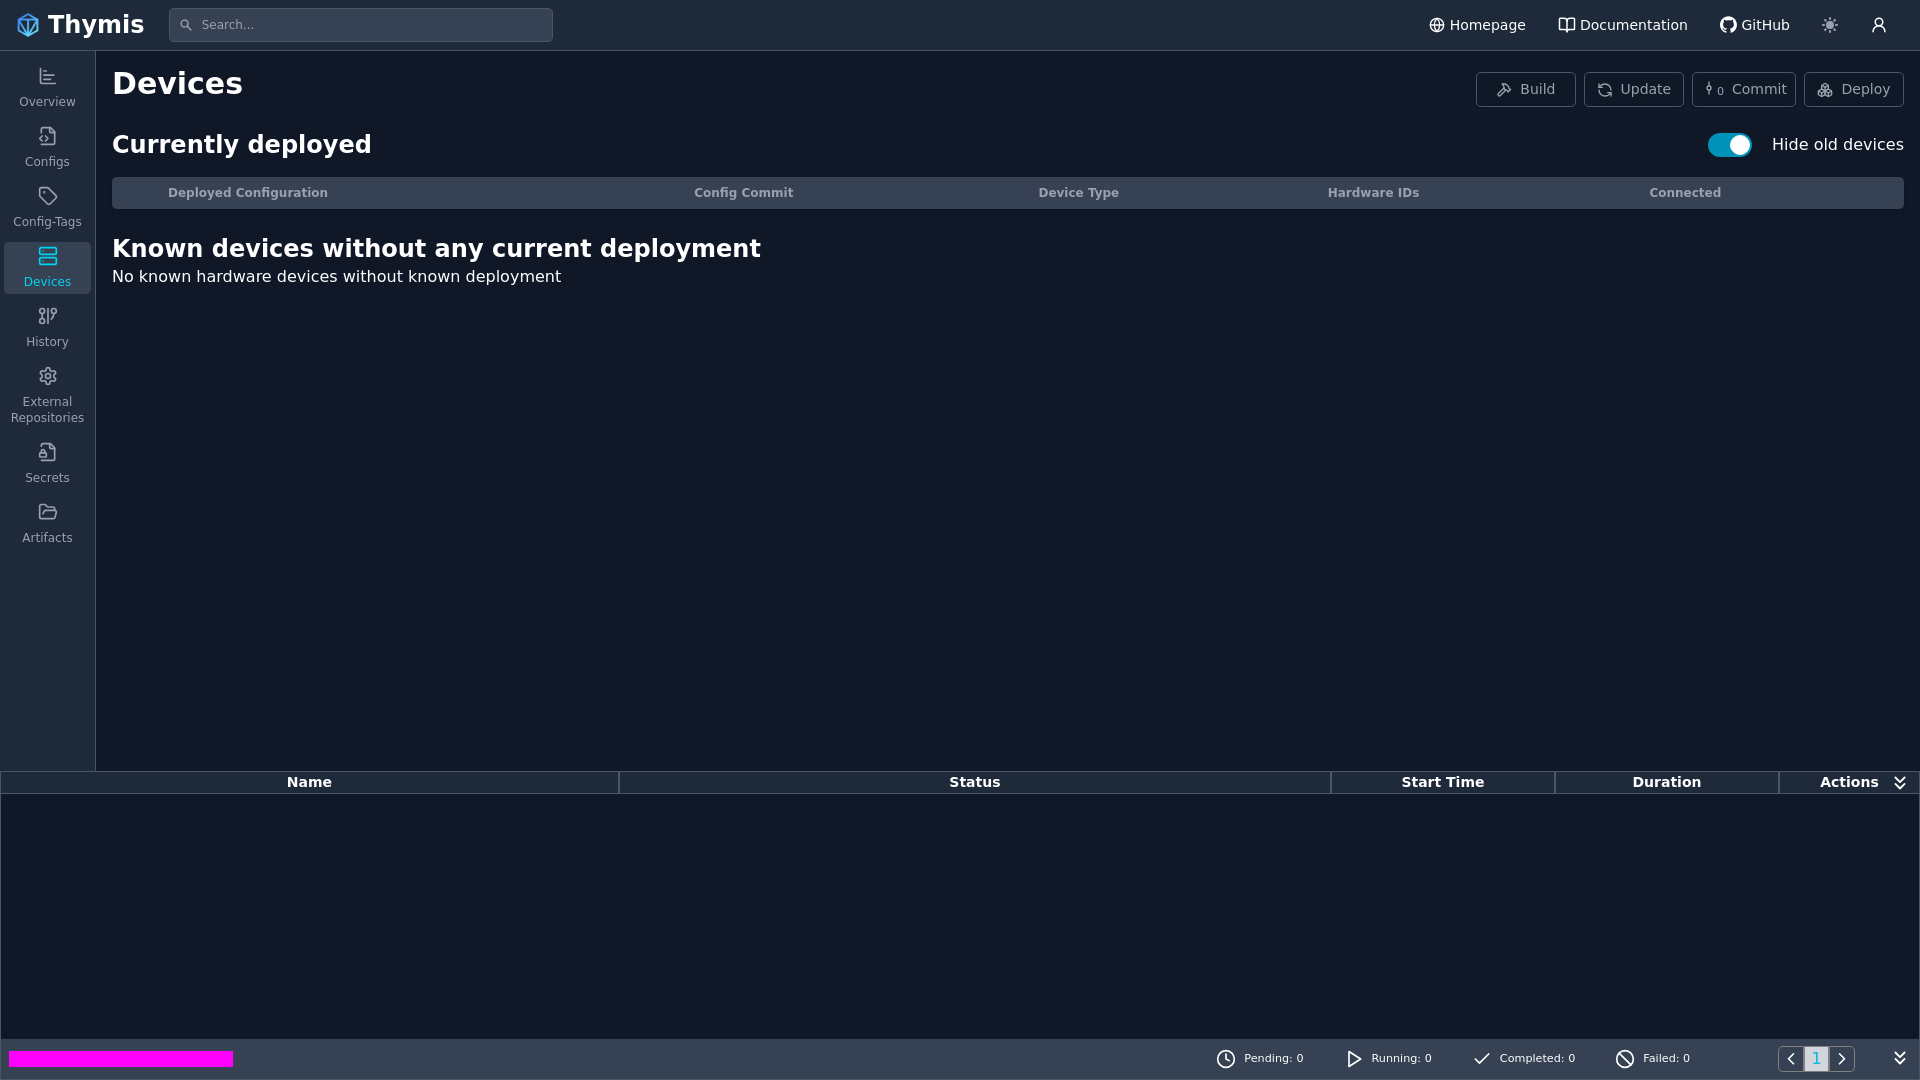 Thymis
Search...
Homepage
Documentation
GitHub
Overview
Configs
Config-Tags
Devices
History
External
Repositories
Secrets
Artifacts
Devices
Build
Update
0 Commit
Deploy
Currently deployed
Hide old devices
Deployed Configuration
Config Commit
Device Type
Hardware IDs
Connected
Known devices without any current deployment
No known hardware devices without known deployment
Name
Status
Start Time
Duration
Actions
Pending: 0
Running: 0
Completed: 0
Failed: 0
1